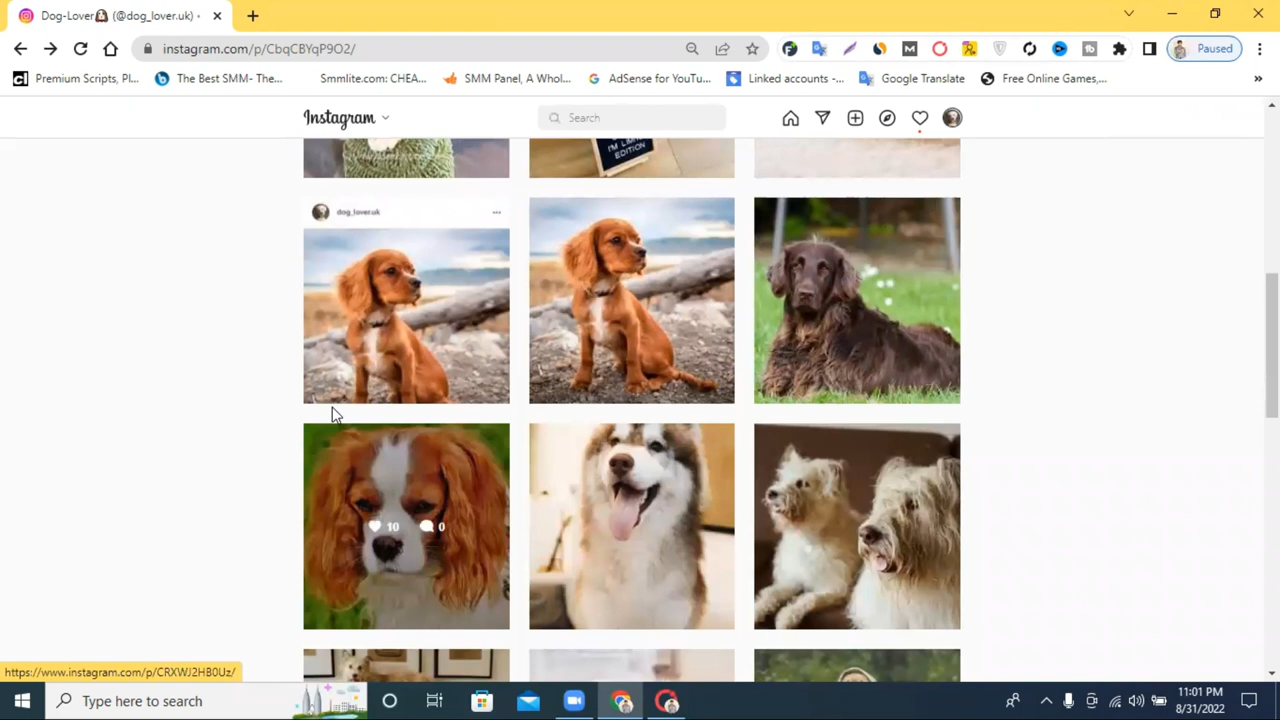 Dog-Lover (@dog_lover.uk) •
instagram.com/p/CbqCBYqP9O2/
Paused
Premium Scripts, Pl...
The Best SMM- The...
Smmlite.com: CHEA...
SMM Panel, A Whol...
AdSense for YouTu...
Linked accounts -...
Google Translate
Free Online Games,...
»
Instagram
Search
I'M LIMITED
EDITION
dog_lover.uk
10 0
https://www.instagram.com/p/CRXWJ2HB0Uz/
Type here to search
11:01 PM
8/31/2022